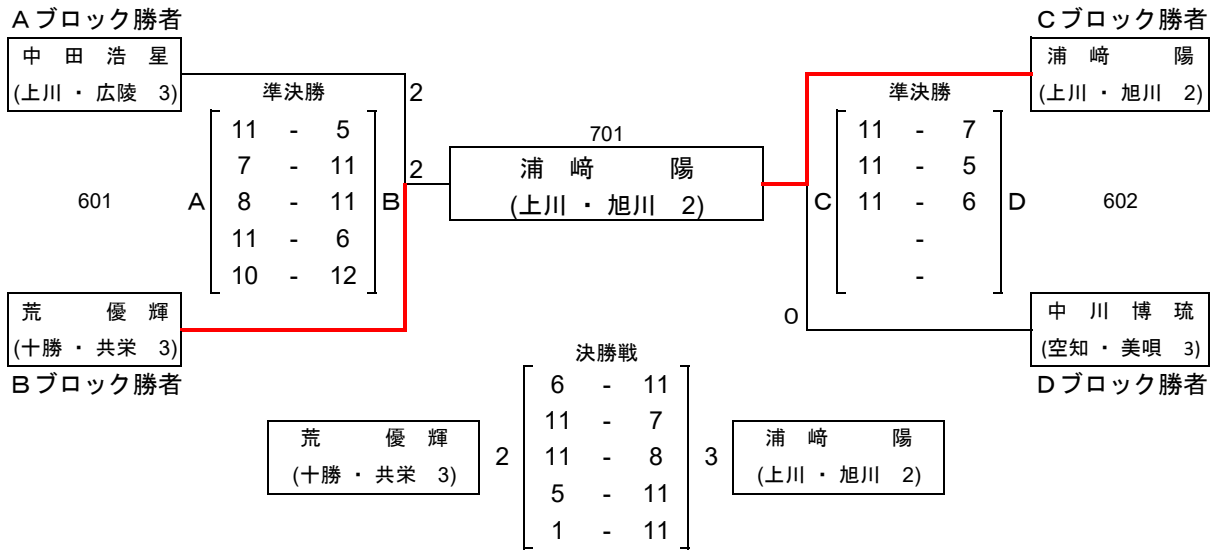 Aブロック勝者
中 田 浩 星
(上川 ・ 広陵 3)
準決勝
2
11 - 5
7 - 11
8 - 11
11 - 6
10 - 12
A
B
601
2
荒 優 輝
(十勝 ・ 共栄 3)
Bブロック勝者
701
浦 﨑 陽
(上川 ・ 旭川 2)
Cブロック勝者
浦 﨑 陽
(上川 ・ 旭川 2)
準決勝
11 - 7
11 - 5
11 - 6
-
-
C
D
602
0
中 川 博 琉
(空知 ・ 美唄 3)
Dブロック勝者
決勝戦
荒 優 輝
(十勝 ・ 共栄 3)
2
6 - 11
11 - 7
11 - 8
5 - 11
1 - 11
3
浦 﨑 陽
(上川 ・ 旭川 2)